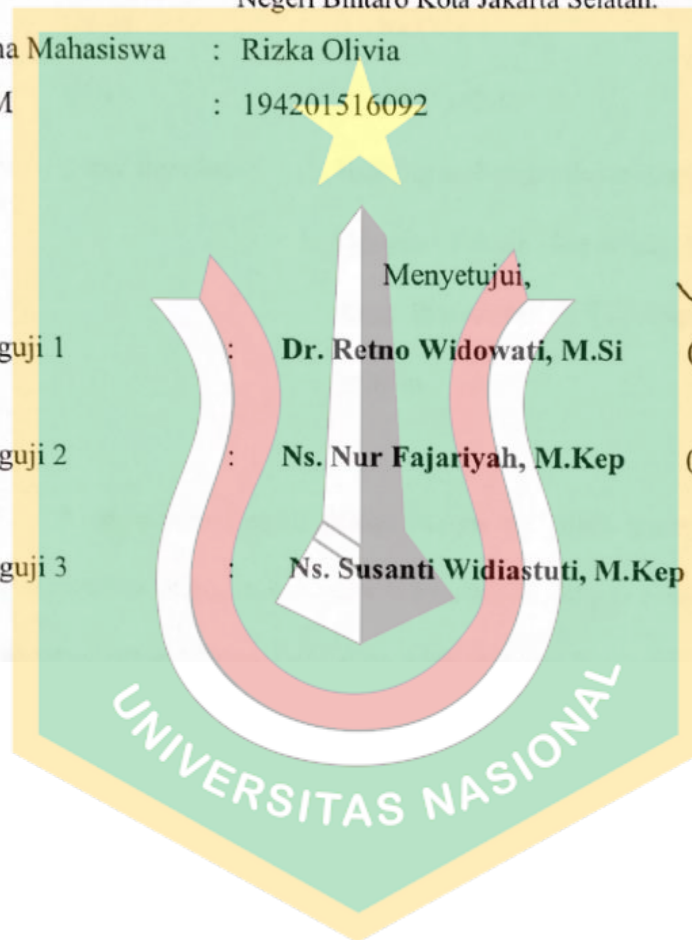 Negeri Bintaro Kota Jakarta Selatan.
na Mahasiswa : Rizka Olivia
M : 194201516092
Menyetujui,
guji 1 : Dr. Retno Widowati, M.Si (
guji 2 : Ns. Nur Fajariyah, M.Kep (
guji 3 : Ns. Susanti Widiastuti, M.Kep
UNIVERSITAS NASIONAL